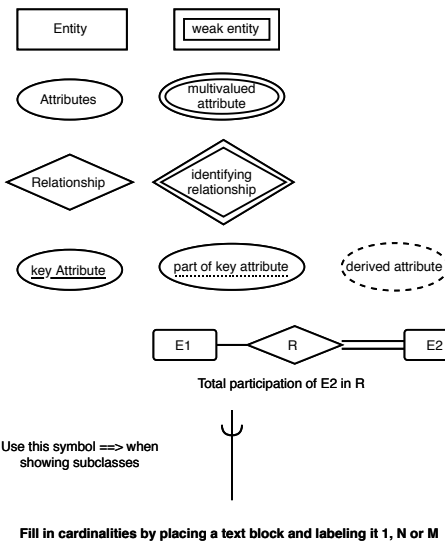 Entity
weak entity
Attributes
multivalued
attribute
Relationship
identifying
relationship
key Attribute
part of key attribute
derived attribute
E1
R
E2
Total participation of E2 in R
Use this symbol ==> when
showing subclasses
Fill in cardinalities by placing a text block and labeling it 1, N or M